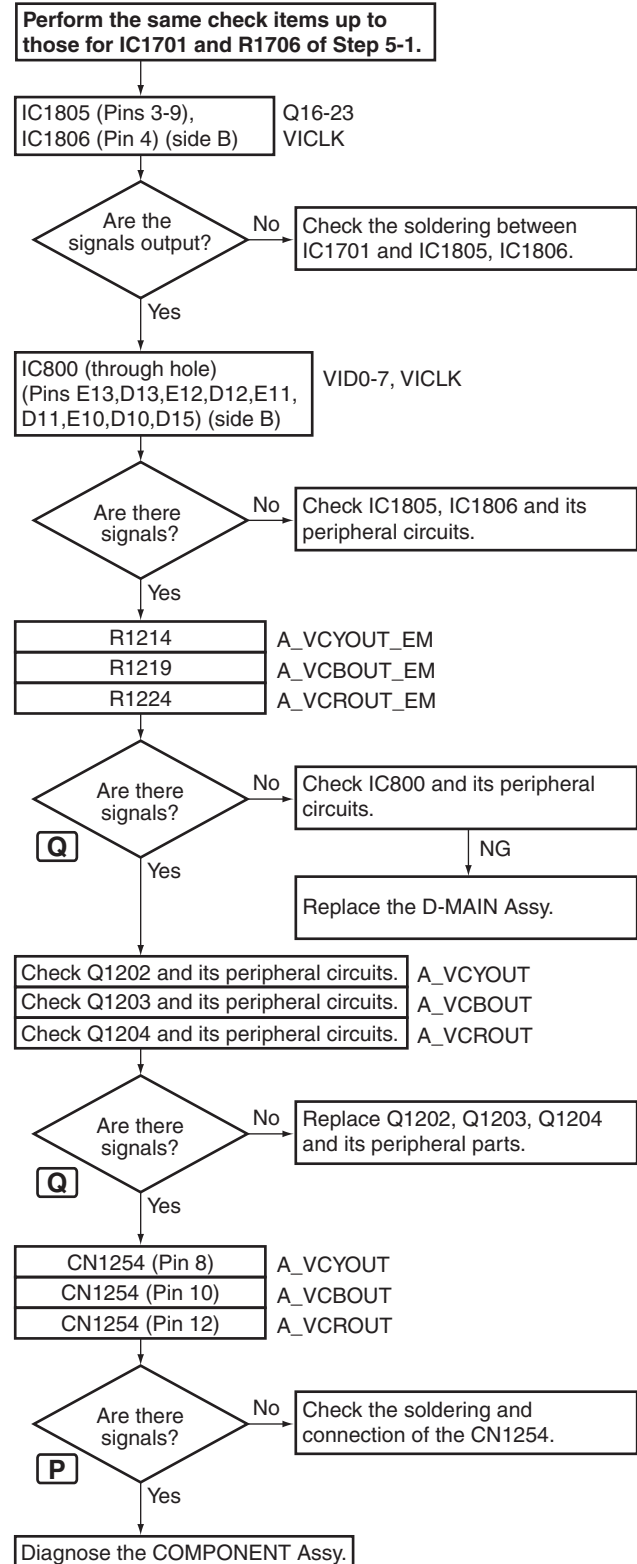 Perform the same check items up to
those for IC1701 and R1706 of Step 5-1.
IC1805 (Pins 3-9),
IC1806 (Pin 4) (side B)
Q16-23
VICLK
Are the
signals output?
No
Check the soldering between
IC1701 and IC1805, IC1806.
Yes
IC800 (through hole)
(Pins E13,D13,E12,D12,E11,
D11,E10,D10,D15) (side B)
VID0-7, VICLK
Are there
signals?
No
Check IC1805, IC1806 and its
peripheral circuits.
Yes
R1214
A_VCYOUT_EM
R1219
A_VCBOUT_EM
R1224
A_VCROUT_EM
Are there
signals?
No
Check IC800 and its peripheral
circuits.
Q
Yes
NG
Replace the D-MAIN Assy.
Check Q1202 and its peripheral circuits.
A_VCYOUT
Check Q1203 and its peripheral circuits.
A_VCBOUT
Check Q1204 and its peripheral circuits.
A_VCROUT
Are there
signals?
No
Replace Q1202, Q1203, Q1204
and its peripheral parts.
Q
Yes
CN1254 (Pin 8)
A_VCYOUT
CN1254 (Pin 10)
A_VCBOUT
CN1254 (Pin 12)
A_VCROUT
Are there
signals?
No
Check the soldering and
connection of the CN1254.
P
Yes
Diagnose the COMPONENT Assy.